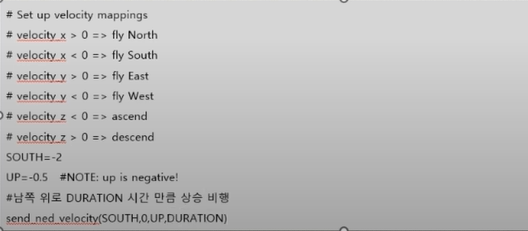 # Set up velocity mappings
# velocity_x > 0 => fly North
# velocity_x < 0 => fly South
# velocity_y > 0 => fly East
# velocity_y < 0 => fly West
# velocity_z < 0 => ascend
# velocity_z > 0 => descend
SOUTH=-2
UP=-0.5   #NOTE: up is negative!
#남쪽 위로 DURATION 시간 만큼 상승 비행
send_ned_velocity(SOUTH,0,UP,DURATION)